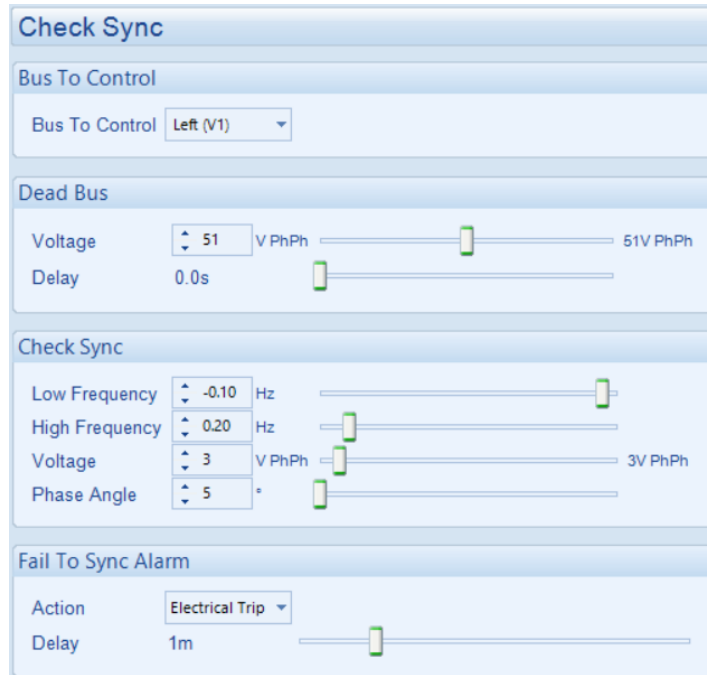 Check Sync
Bus To Control
Bus To Control Left (V1)
Dead Bus
Voltage 51 V PhPh 51V PhPh
Delay 0.0s
Check Sync
Low Frequency -0.10 Hz
High Frequency 0.20 Hz
Voltage 3 V PhPh 3V PhPh
Phase Angle 5 °
Fail To Sync Alarm
Action Electrical Trip
Delay 1m